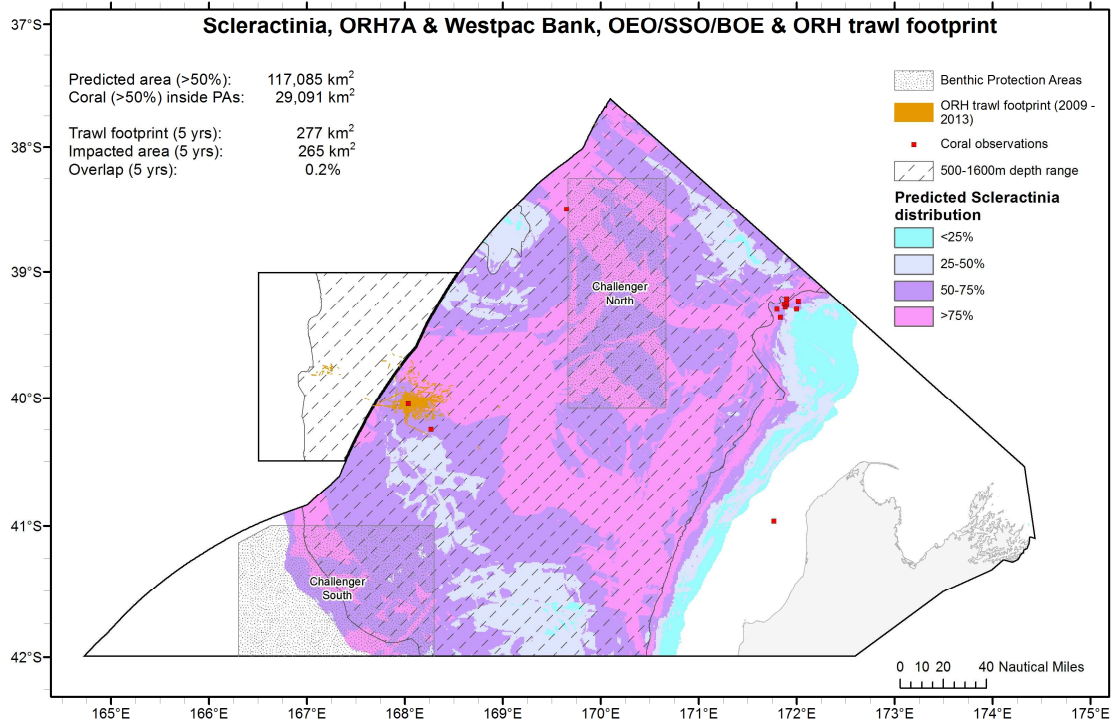 Scleractinia, ORH7A & Westpac Bank, OEO/SSO/BOE & ORH trawl footprint
Predicted area (>50%): 117,085 km²
Coral (>50%) inside PAs: 29,091 km²
Trawl footprint (5 yrs): 277 km²
Impacted area (5 yrs): 265 km²
Overlap (5 yrs): 0.2%
Benthic Protection Areas
ORH trawl footprint (2009 -
2013)
Coral observations
500-1600m depth range
Predicted Scleractinia
distribution
<25%
25-50%
50-75%
>75%
Challenger
North
Challenger
South
37°S
38°S
39°S
40°S
41°S
42°S
0 10 20 40 Nautical Miles
165°E 166°E 167°E 168°E 169°E 170°E 171°E 172°E 173°E 174°E 175°E